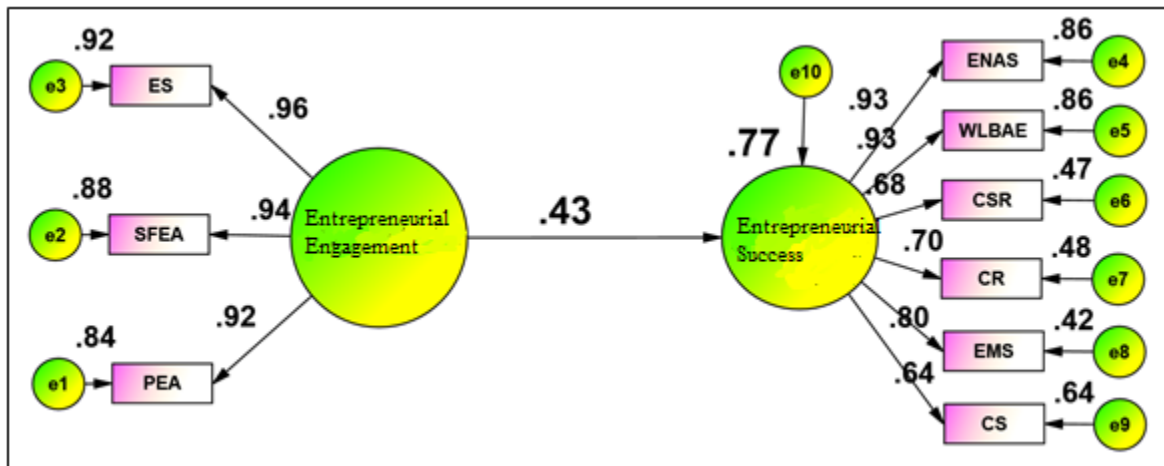 .92
e3
ES
.96
.88
e2
SFEA
.94
.84
e1
PEA
.92
Entrepreneurial
Engagement
.43
e10
.77
Entrepreneurial
Success
.93
ENAS
.86
e4
.93
WLBAE
.86
e5
.68
CSR
.47
e6
.70
CR
.48
e7
.80
EMS
.42
e8
.64
CS
.64
e9